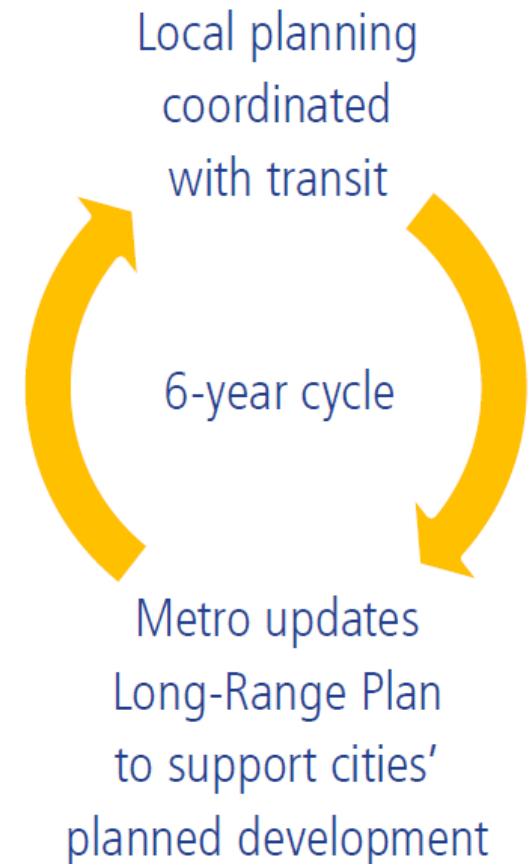 Local planning
coordinated
with transit
6-year cycle
Metro updates
Long-Range Plan
to support cities’
planned development